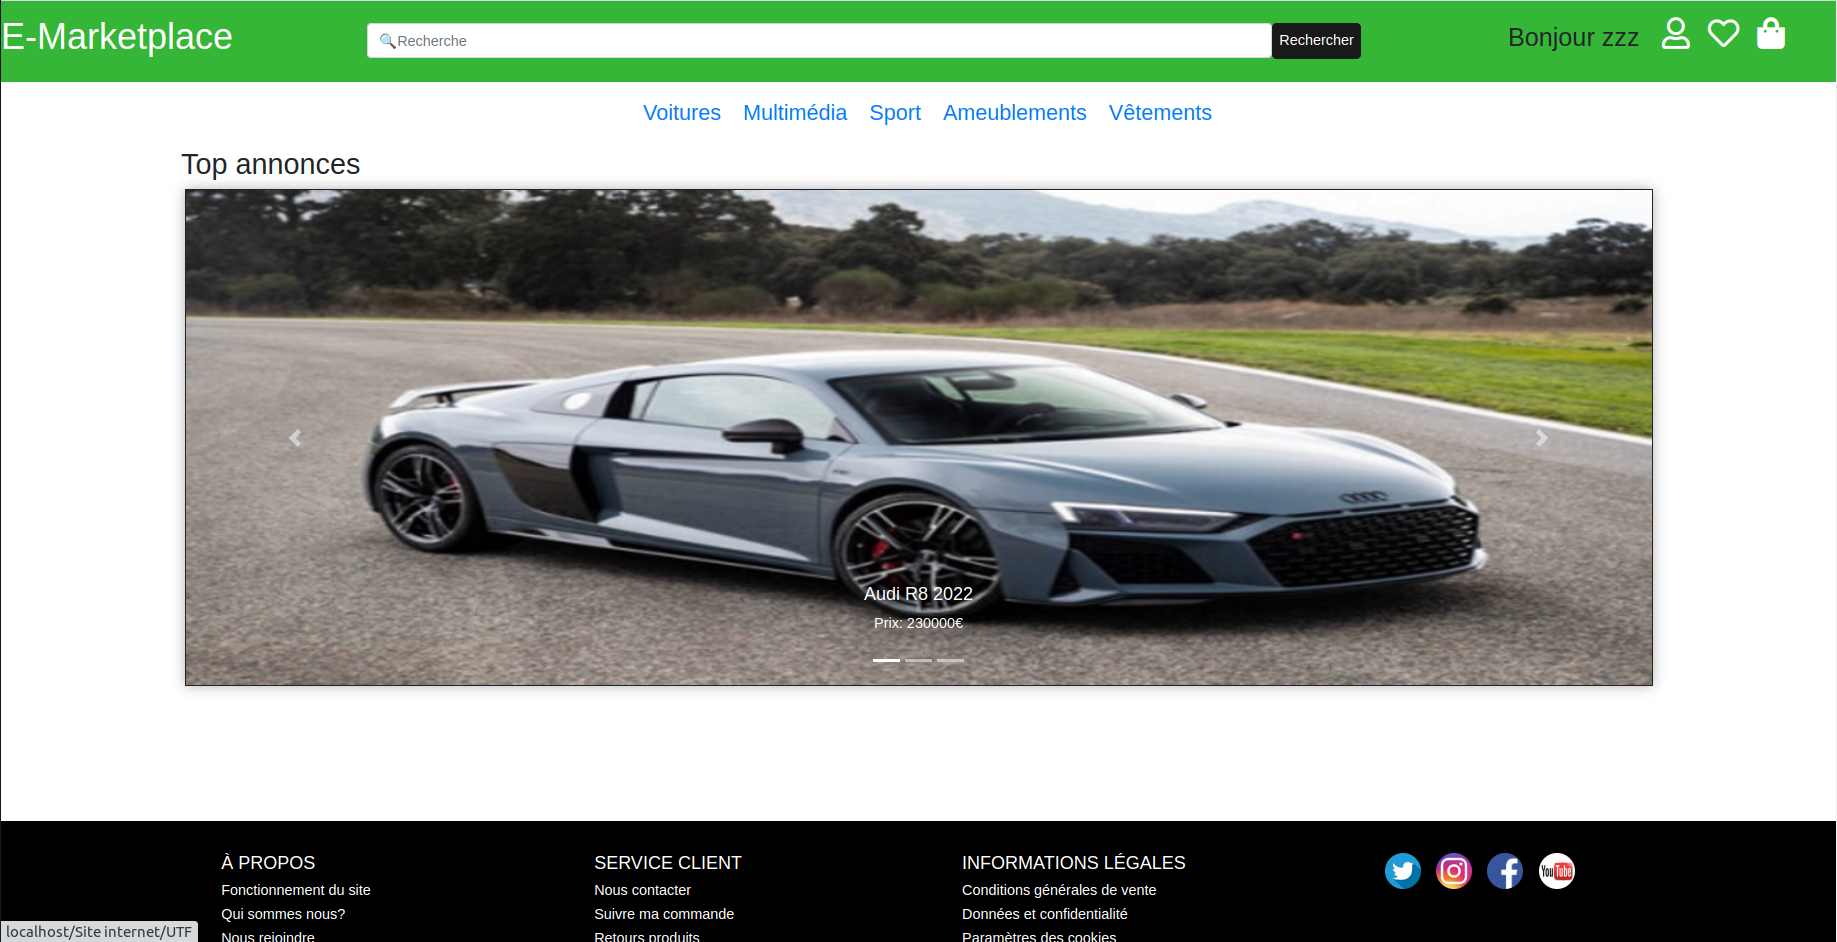 E-Marketplace
🔍Recherche
Rechercher
Bonjour zzz
Voitures Multimédia Sport Ameublements Vêtements
Top annonces
Audi R8 2022
Prix: 230000€
À PROPOS
Fonctionnement du site
Qui sommes nous?
Nous rejoindre
SERVICE CLIENT
Nous contacter
Suivre ma commande
Retours produits
INFORMATIONS LÉGALES
Conditions générales de vente
Données et confidentialité
Paramètres des cookies
You Tube
localhost/Site internet/UTF